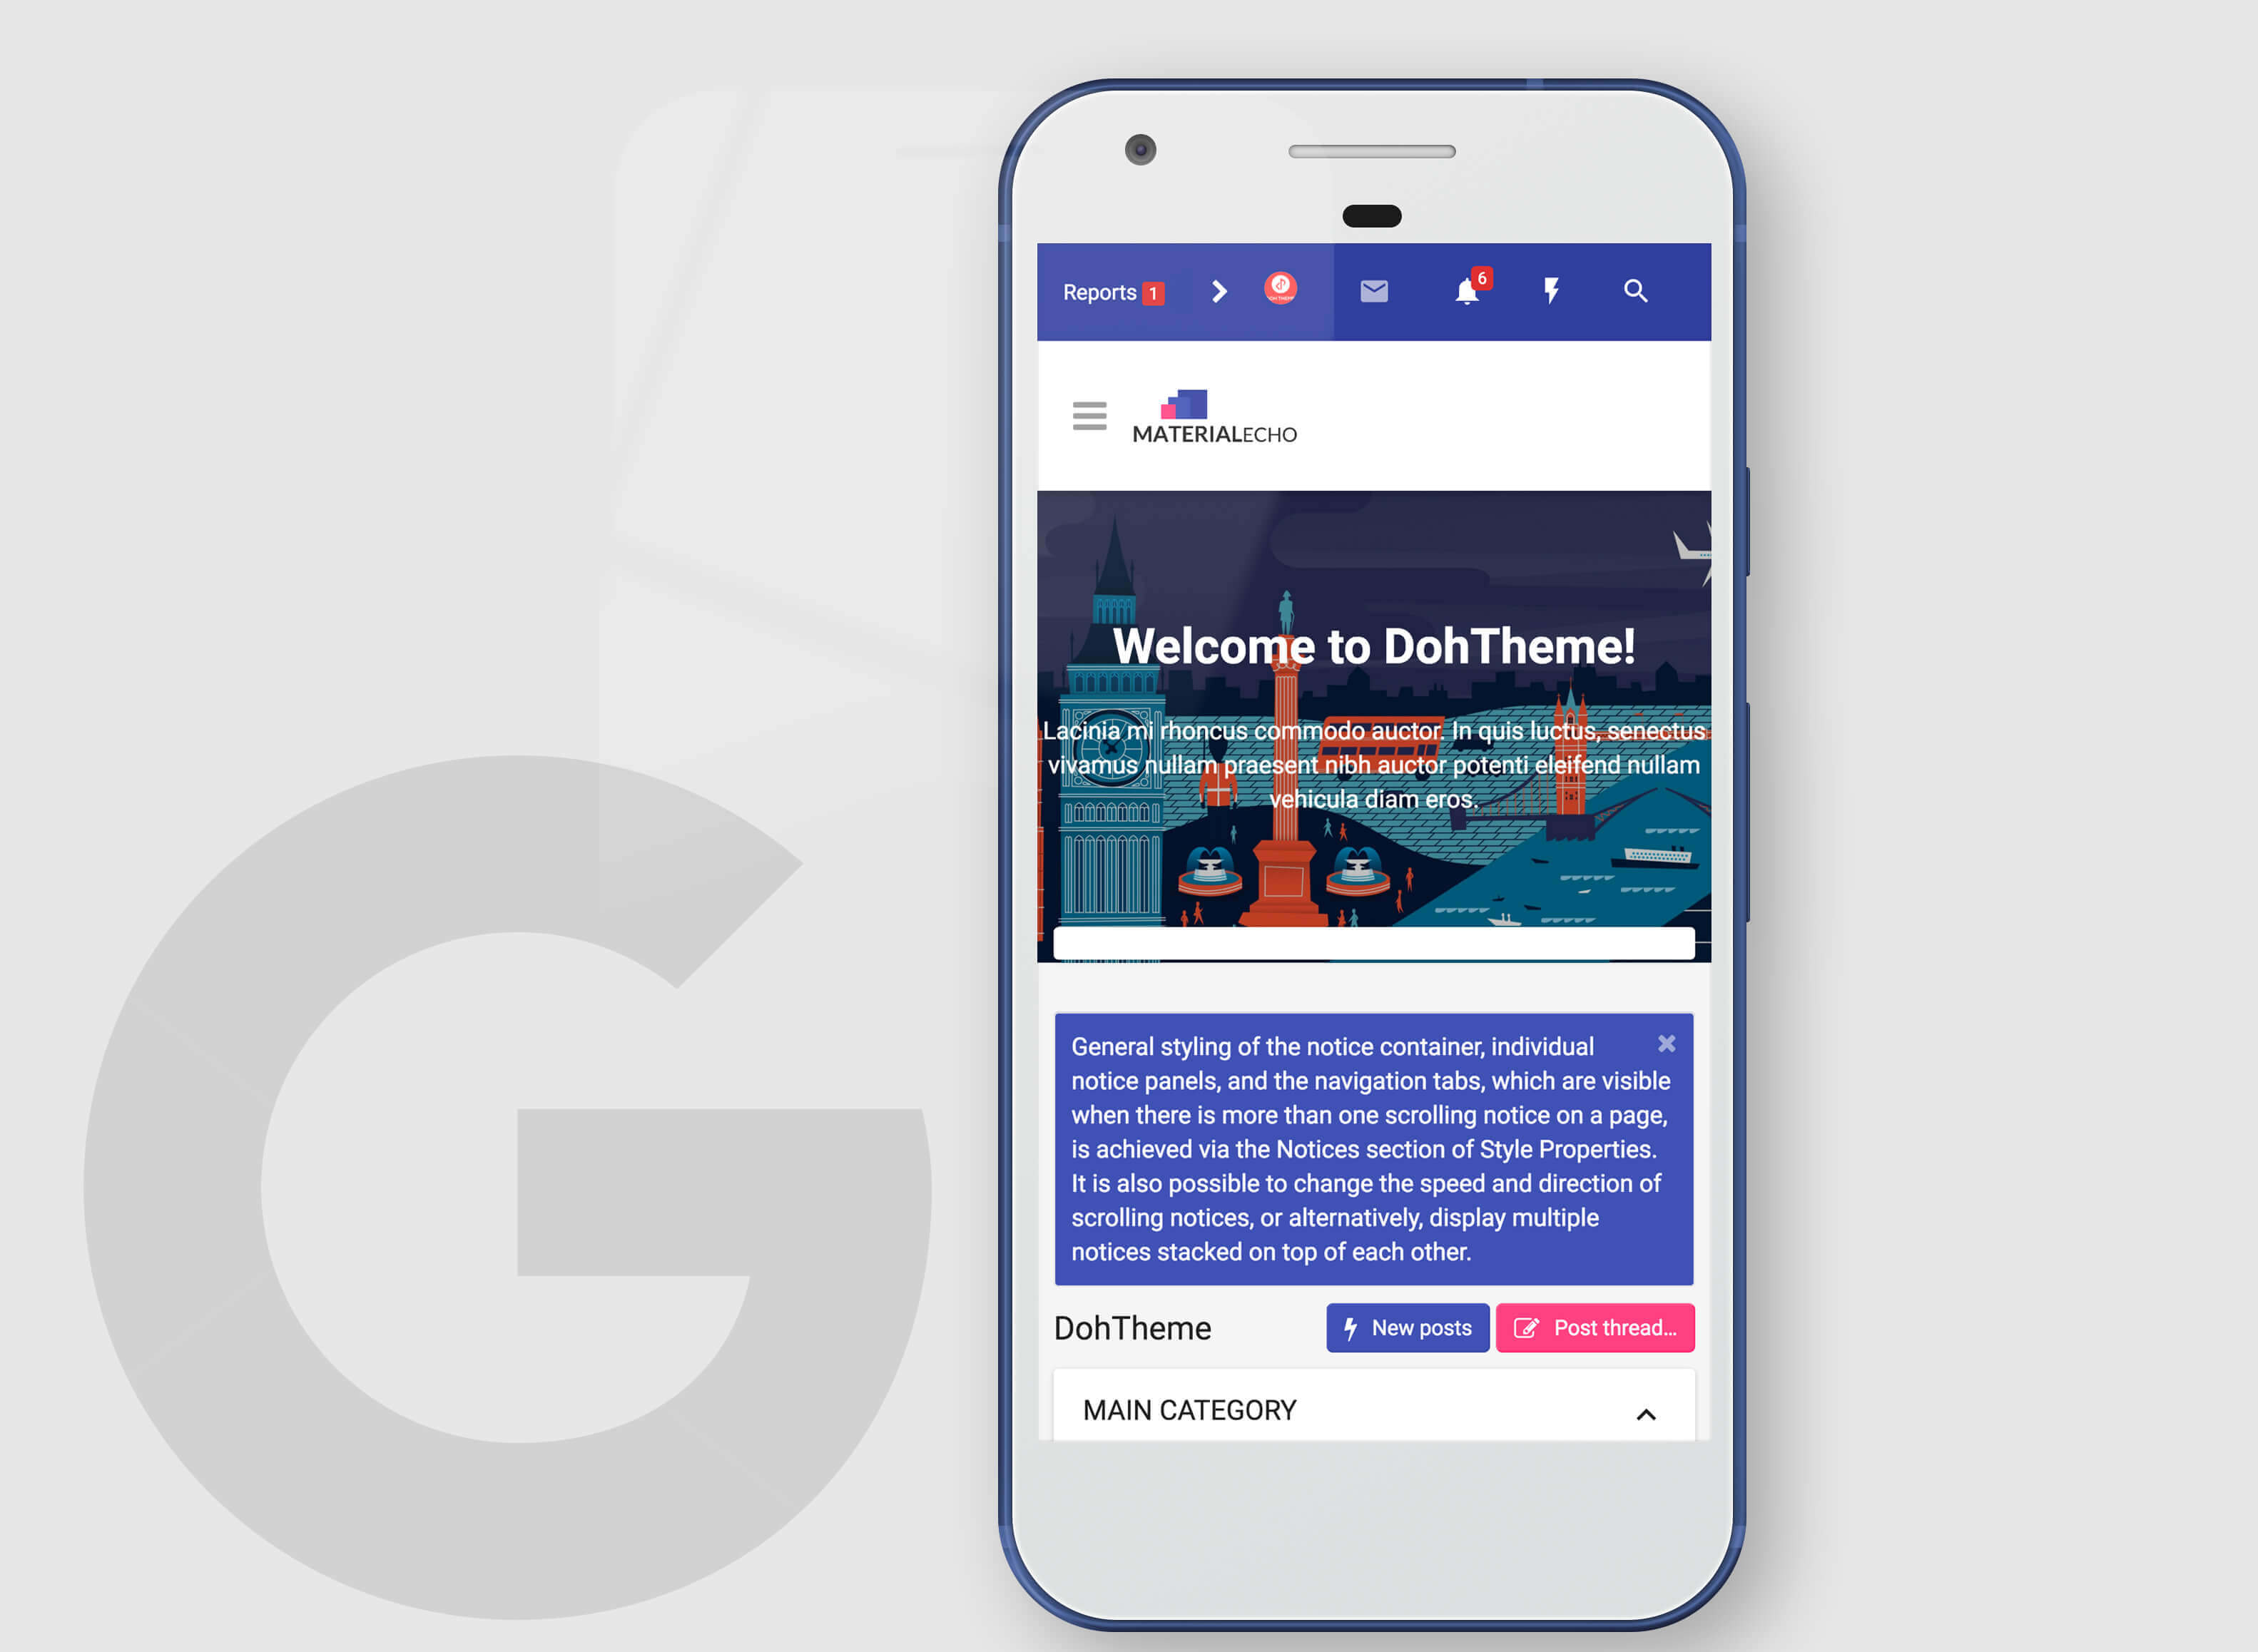 Reports 1
6
MATERIALECHO
Welcome to DohTheme!
Lacinia mi rhoncus commodo auctor. In quis luctus, senectus
vivamus nullam praesent nibh auctor potenti eleifend nullam
vehicula diam eros.
General styling of the notice container, individual
notice panels, and the navigation tabs, which are visible
when there is more than one scrolling notice on a page,
is achieved via the Notices section of Style Properties.
It is also possible to change the speed and direction of
scrolling notices, or alternatively, display multiple
notices stacked on top of each other.
DohTheme
New posts
Post thread...
MAIN CATEGORY
G